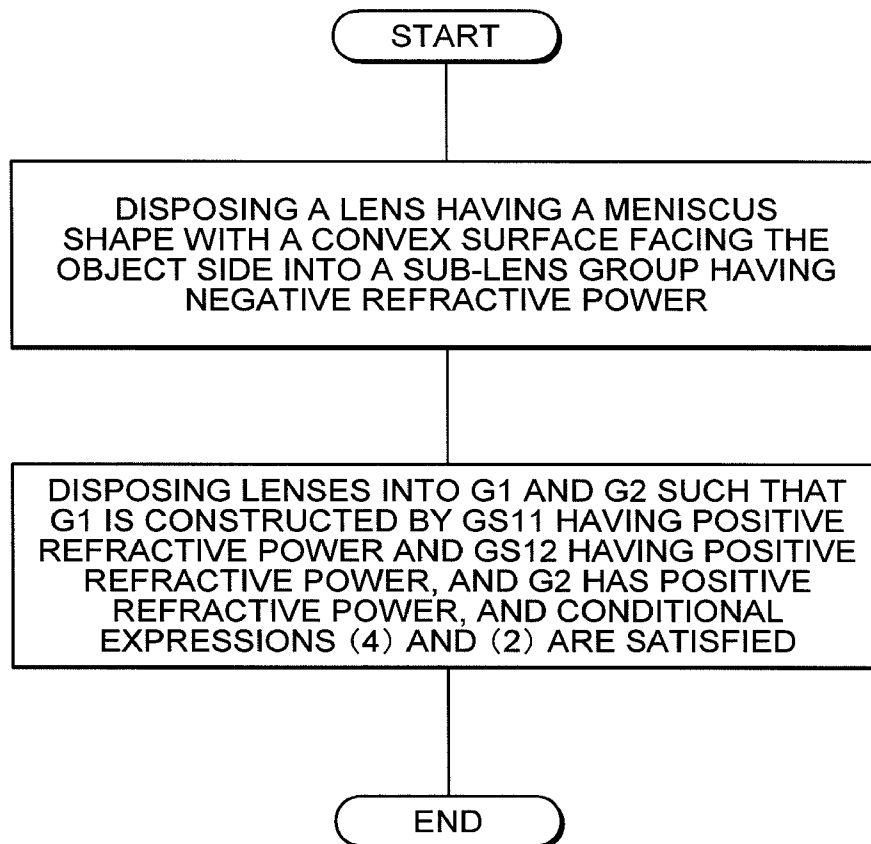 START
DISPOSING A LENS HAVING A MENISCUS
SHAPE WITH A CONVEX SURFACE FACING THE
OBJECT SIDE INTO A SUB-LENS GROUP HAVING
NEGATIVE REFRACTIVE POWER
DISPOSING LENSES INTO G1 AND G2 SUCH THAT
G1 IS CONSTRUCTED BY GS11 HAVING POSITIVE
REFRACTIVE POWER AND GS12 HAVING POSITIVE
REFRACTIVE POWER, AND G2 HAS POSITIVE
REFRACTIVE POWER, AND CONDITIONAL
EXPRESSIONS (4) AND (2) ARE SATISFIED
END